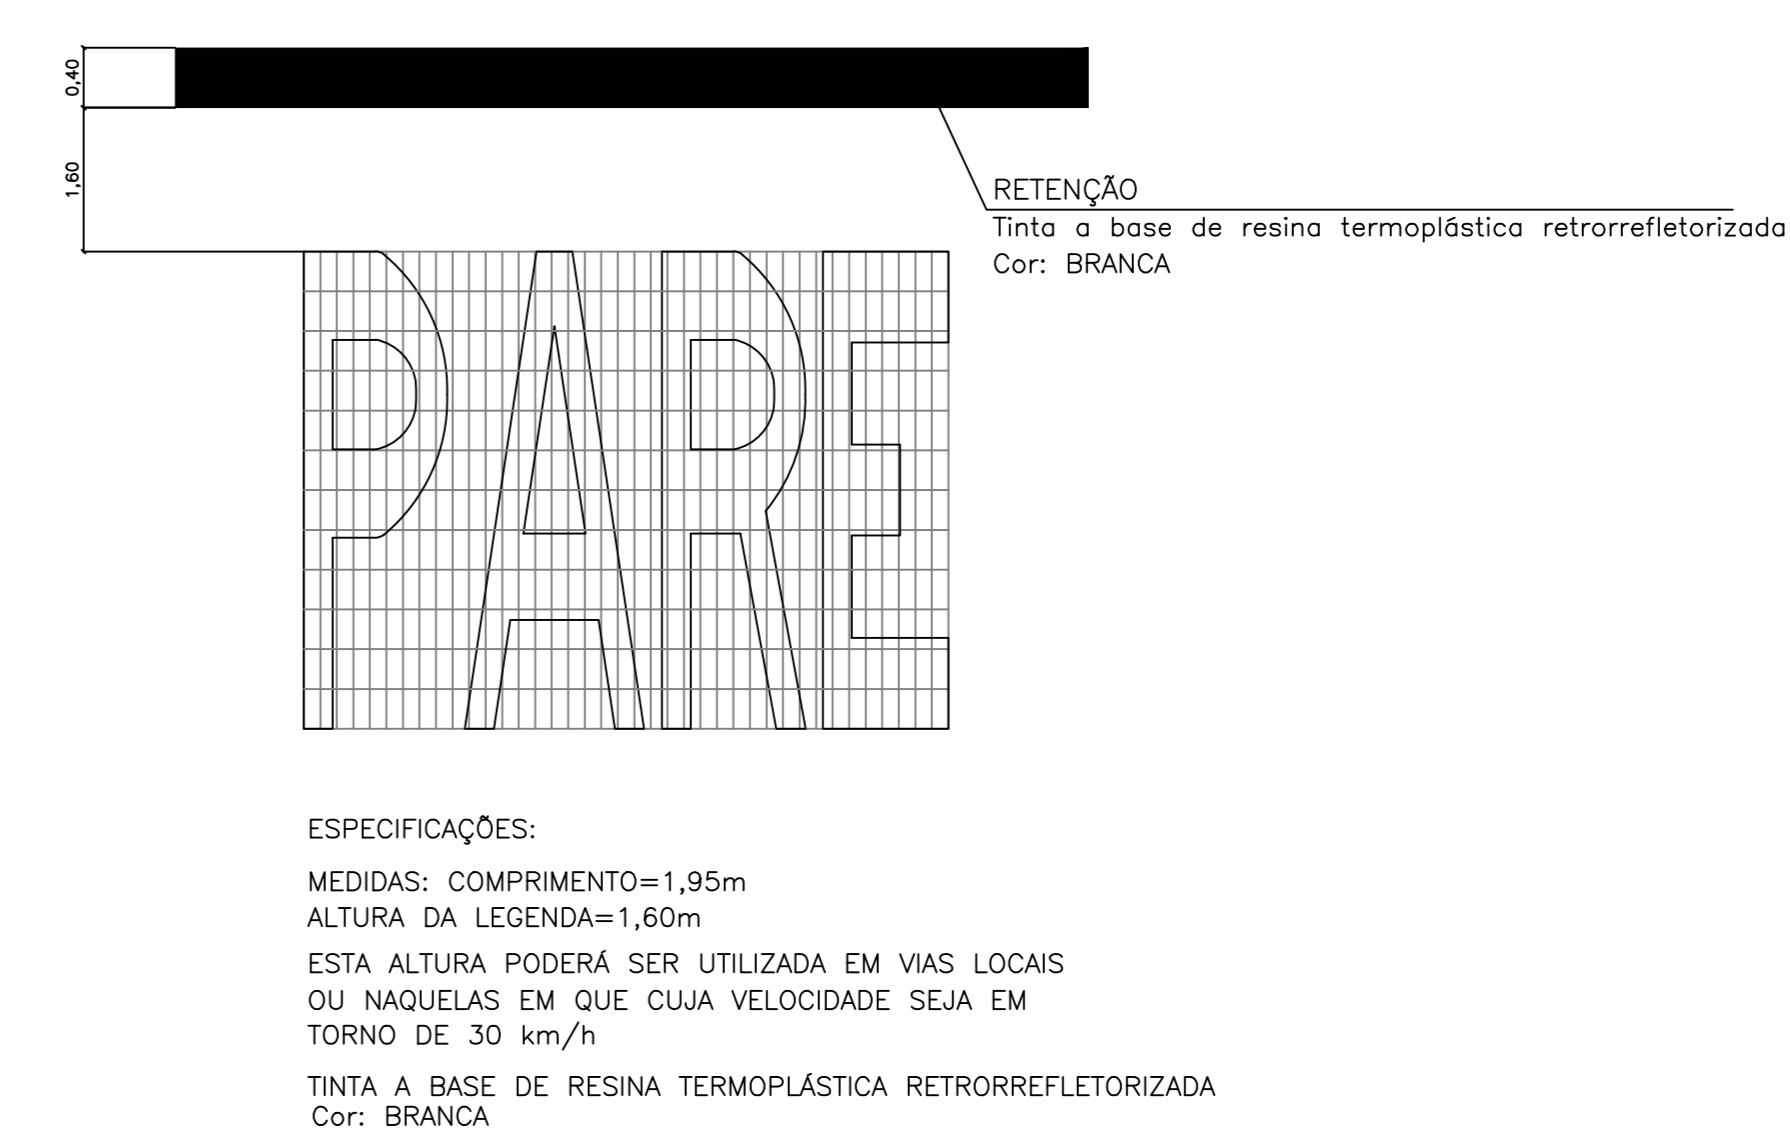 0,40
1,60
RETENÇÃO
Tinta a base de resina termoplástica retrorrefletorizada
Cor: BRANCA
PARE
ESPECIFICAÇÕES:
MEDIDAS: COMPRIMENTO=1,95m
ALTURA DA LEGENDA=1,60m
ESTA ALTURA PODERÁ SER UTILIZADA EM VIAS LOCAIS
OU NAQUELAS EM QUE CUJA VELOCIDADE SEJA EM
TORNO DE 30 km/h
TINTA A BASE DE RESINA TERMOPLÁSTICA RETRORREFLETORIZADA
Cor: BRANCA